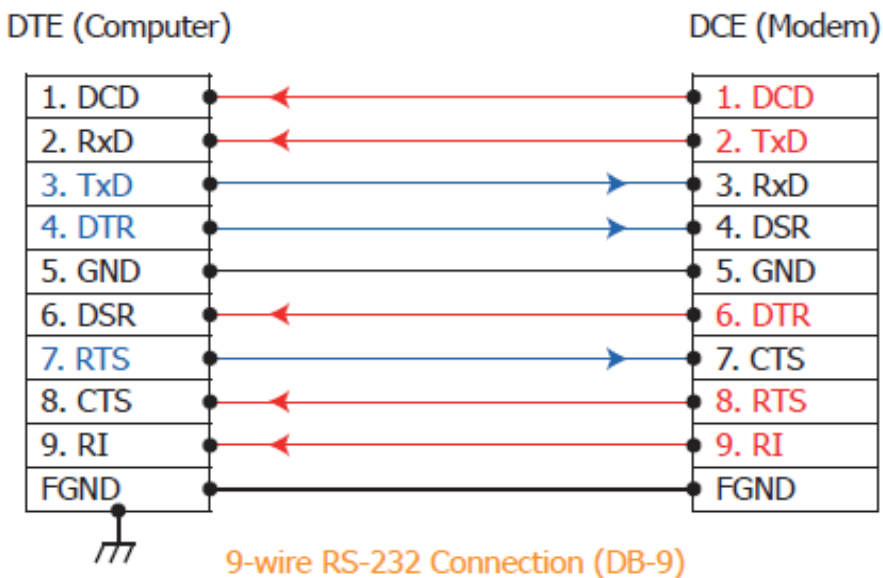 DTE (Computer) DCE (Modem)
1. DCD 1. DCD
2. RxD 2. TxD
3. TxD 3. RxD
4. DTR 4. DSR
5. GND 5. GND
6. DSR 6. DTR
7. RTS 7. CTS
8. CTS 8. RTS
9. RI 9. RI
FGND FGND
9-wire RS-232 Connection (DB-9)